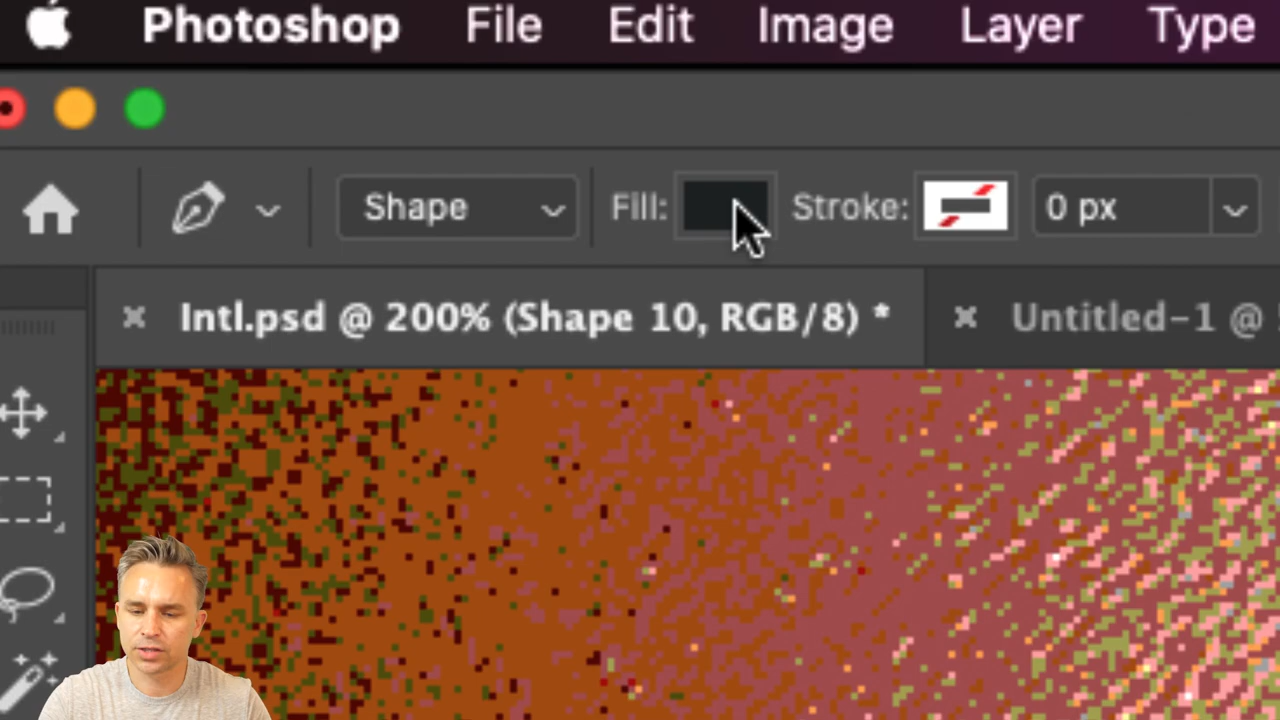 Photoshop File Edit Image Layer Type
Shape Fill: Stroke: 0 px
Intl.psd @ 200% (Shape 10, RGB/8) * Untitled-1 @